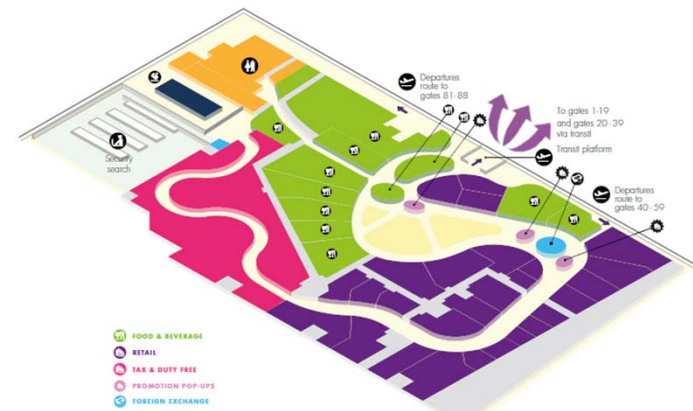 Departures
route to
gates 81-88
To gates 1-19
and gates 20-39
via transit
Transit platform
Security
search
Departures
route to
gates 40-59
FOOD & BEVERAGE
RETAIL
TAX & DUTY FREE
PROMOTION POP-UPS
FOREIGN EXCHANGE